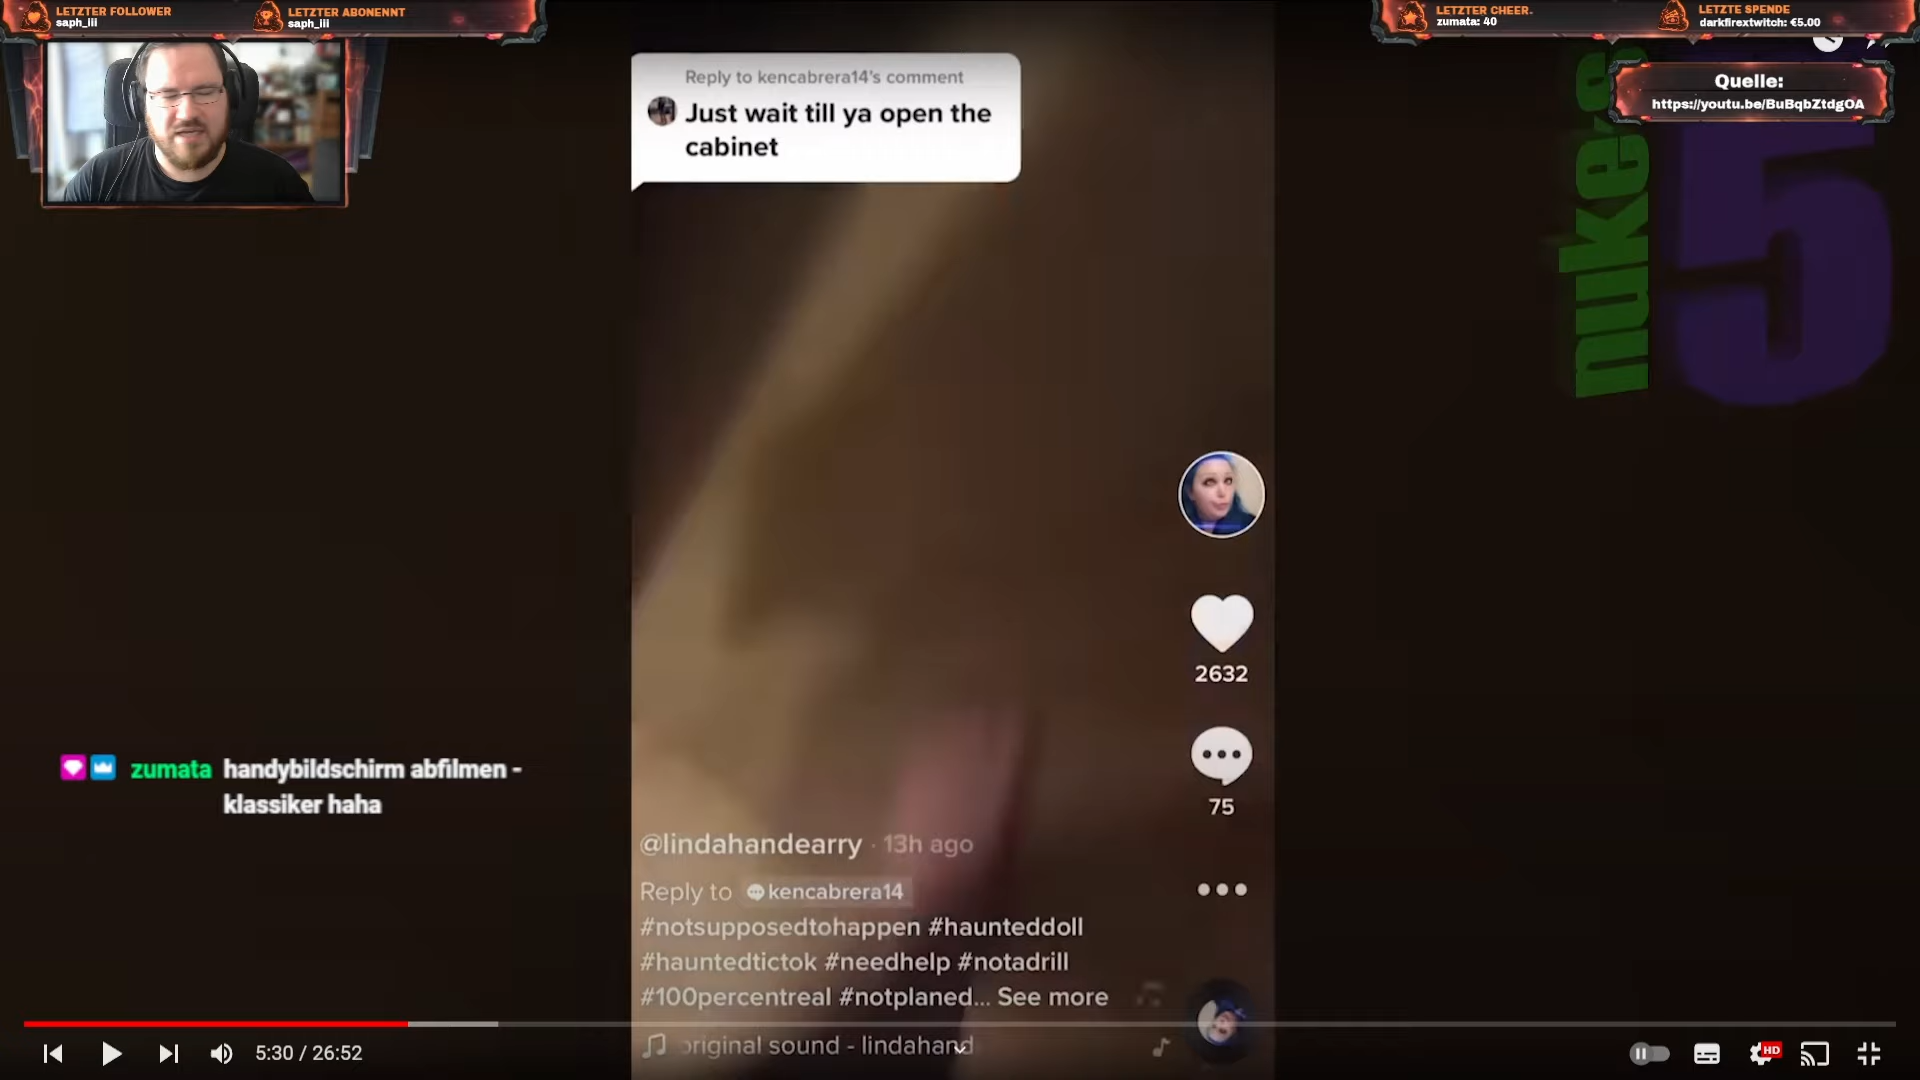 LETZTER FOLLOWER
saph_iii
LETZTER ABONENNT
saph_iii
LETZTER CHEER.
zumata: 40
LETZTE SPENDE
darkfirextwitch: €5.00
Quelle:
https://youtu.be/BuBqbZtdgOA
Reply to kencabrera14's comment
Just wait till ya open the
cabinet
5
2632
75
zumata handybildschirm abfilmen -
klassiker haha
@lindahandearry · 13h ago
Reply to kencabrera14
#notsupposedtohappen #haunteddoll
#hauntedtictok #needhelp #notadrill
#100percentreal #notplaned... See more
original sound - lindahand
5:30 / 26:52
HD